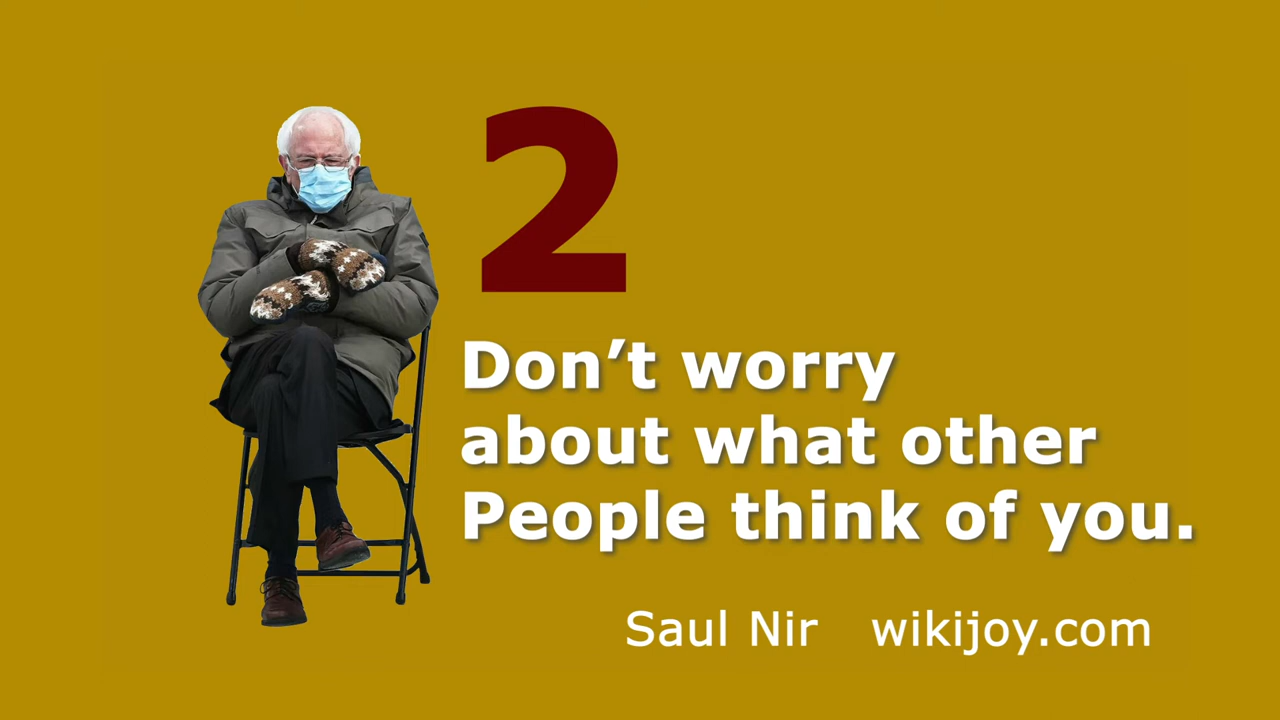 2
Don’t worry
about what other
People think of you.
Saul Nir wikijoy.com